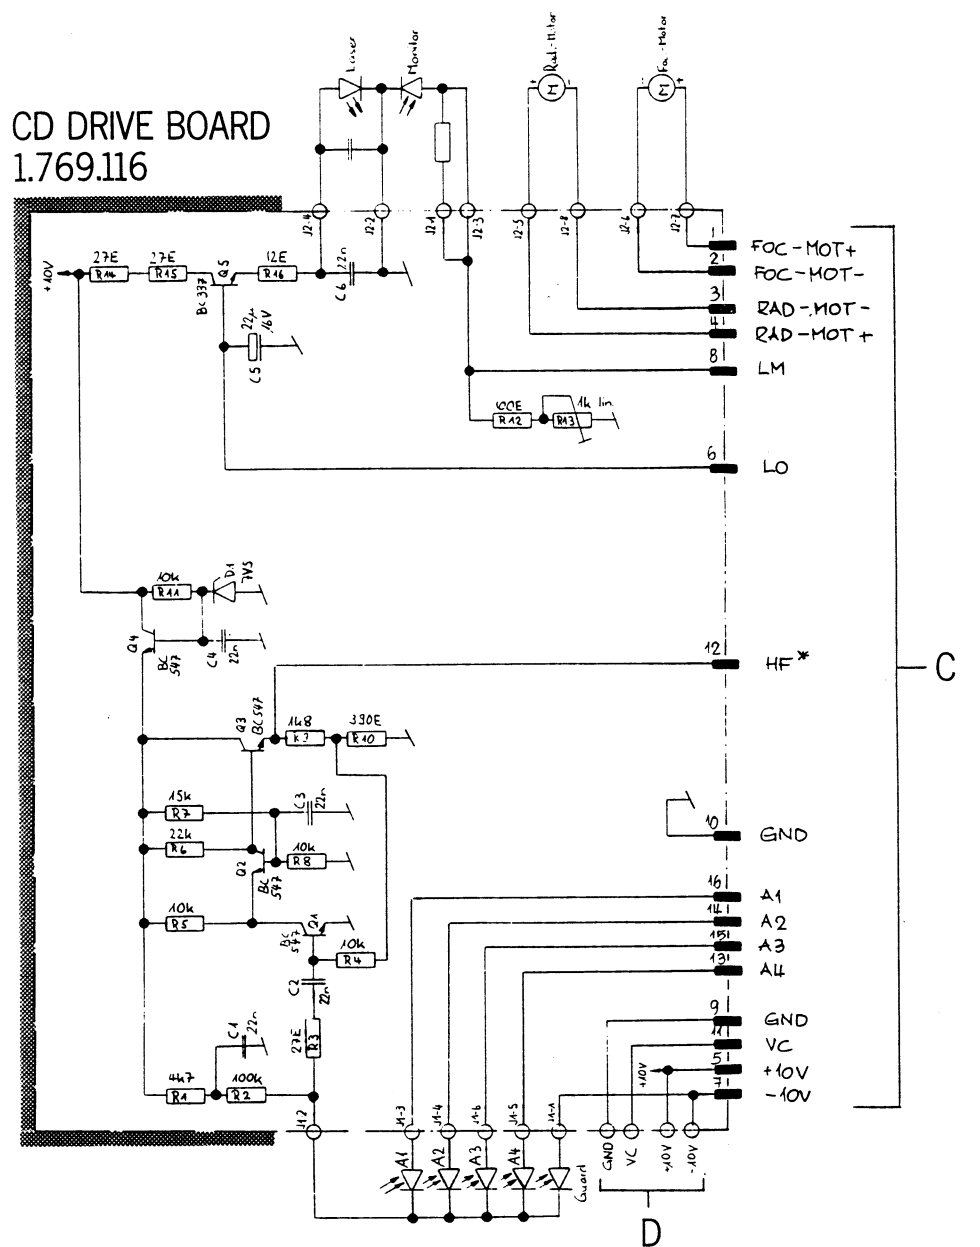 Laser
Monitor
Rad.-Motor
Foc-Motor
+ M -
- M +
CD DRIVE BOARD
1.769.116
J2-4
J2-2
J2-1
J2-3
J2-5
J2-8
J2-6
J2-7
+10V
27E
R14
27E
R15
Q5
BC 337
12E
R16
22n
C6
22µ
16V
C5
1 FOC-MOT+
2 FOC-MOT-
3 RAD-MOT-
4 RAD-MOT+
8 LM
R12
1k lin.
R13
6 LO
10k
R11
D1
7V5
Q4
BC
547
C4
22n
12 HF*
C
Q3
BC547
1k8
390E
R10
15k
R7
C3
22n
22k
R6
Q2
BC
547
10k
R8
10 GND
16 A1
14 A2
15 A3
13 A4
10k
R5
Q1
BC
547
10k
R4
C2
22n
27E
R3
9 GND
11 VC
+10V
5 +10V
7 -10V
C1
22n
4k7
R1
100k
R2
J1-2
J1-3
J1-4
J1-6
J1-5
J1-1
A1
A2
A3
A4
Guard
GND
VC
+10V
-10V
D